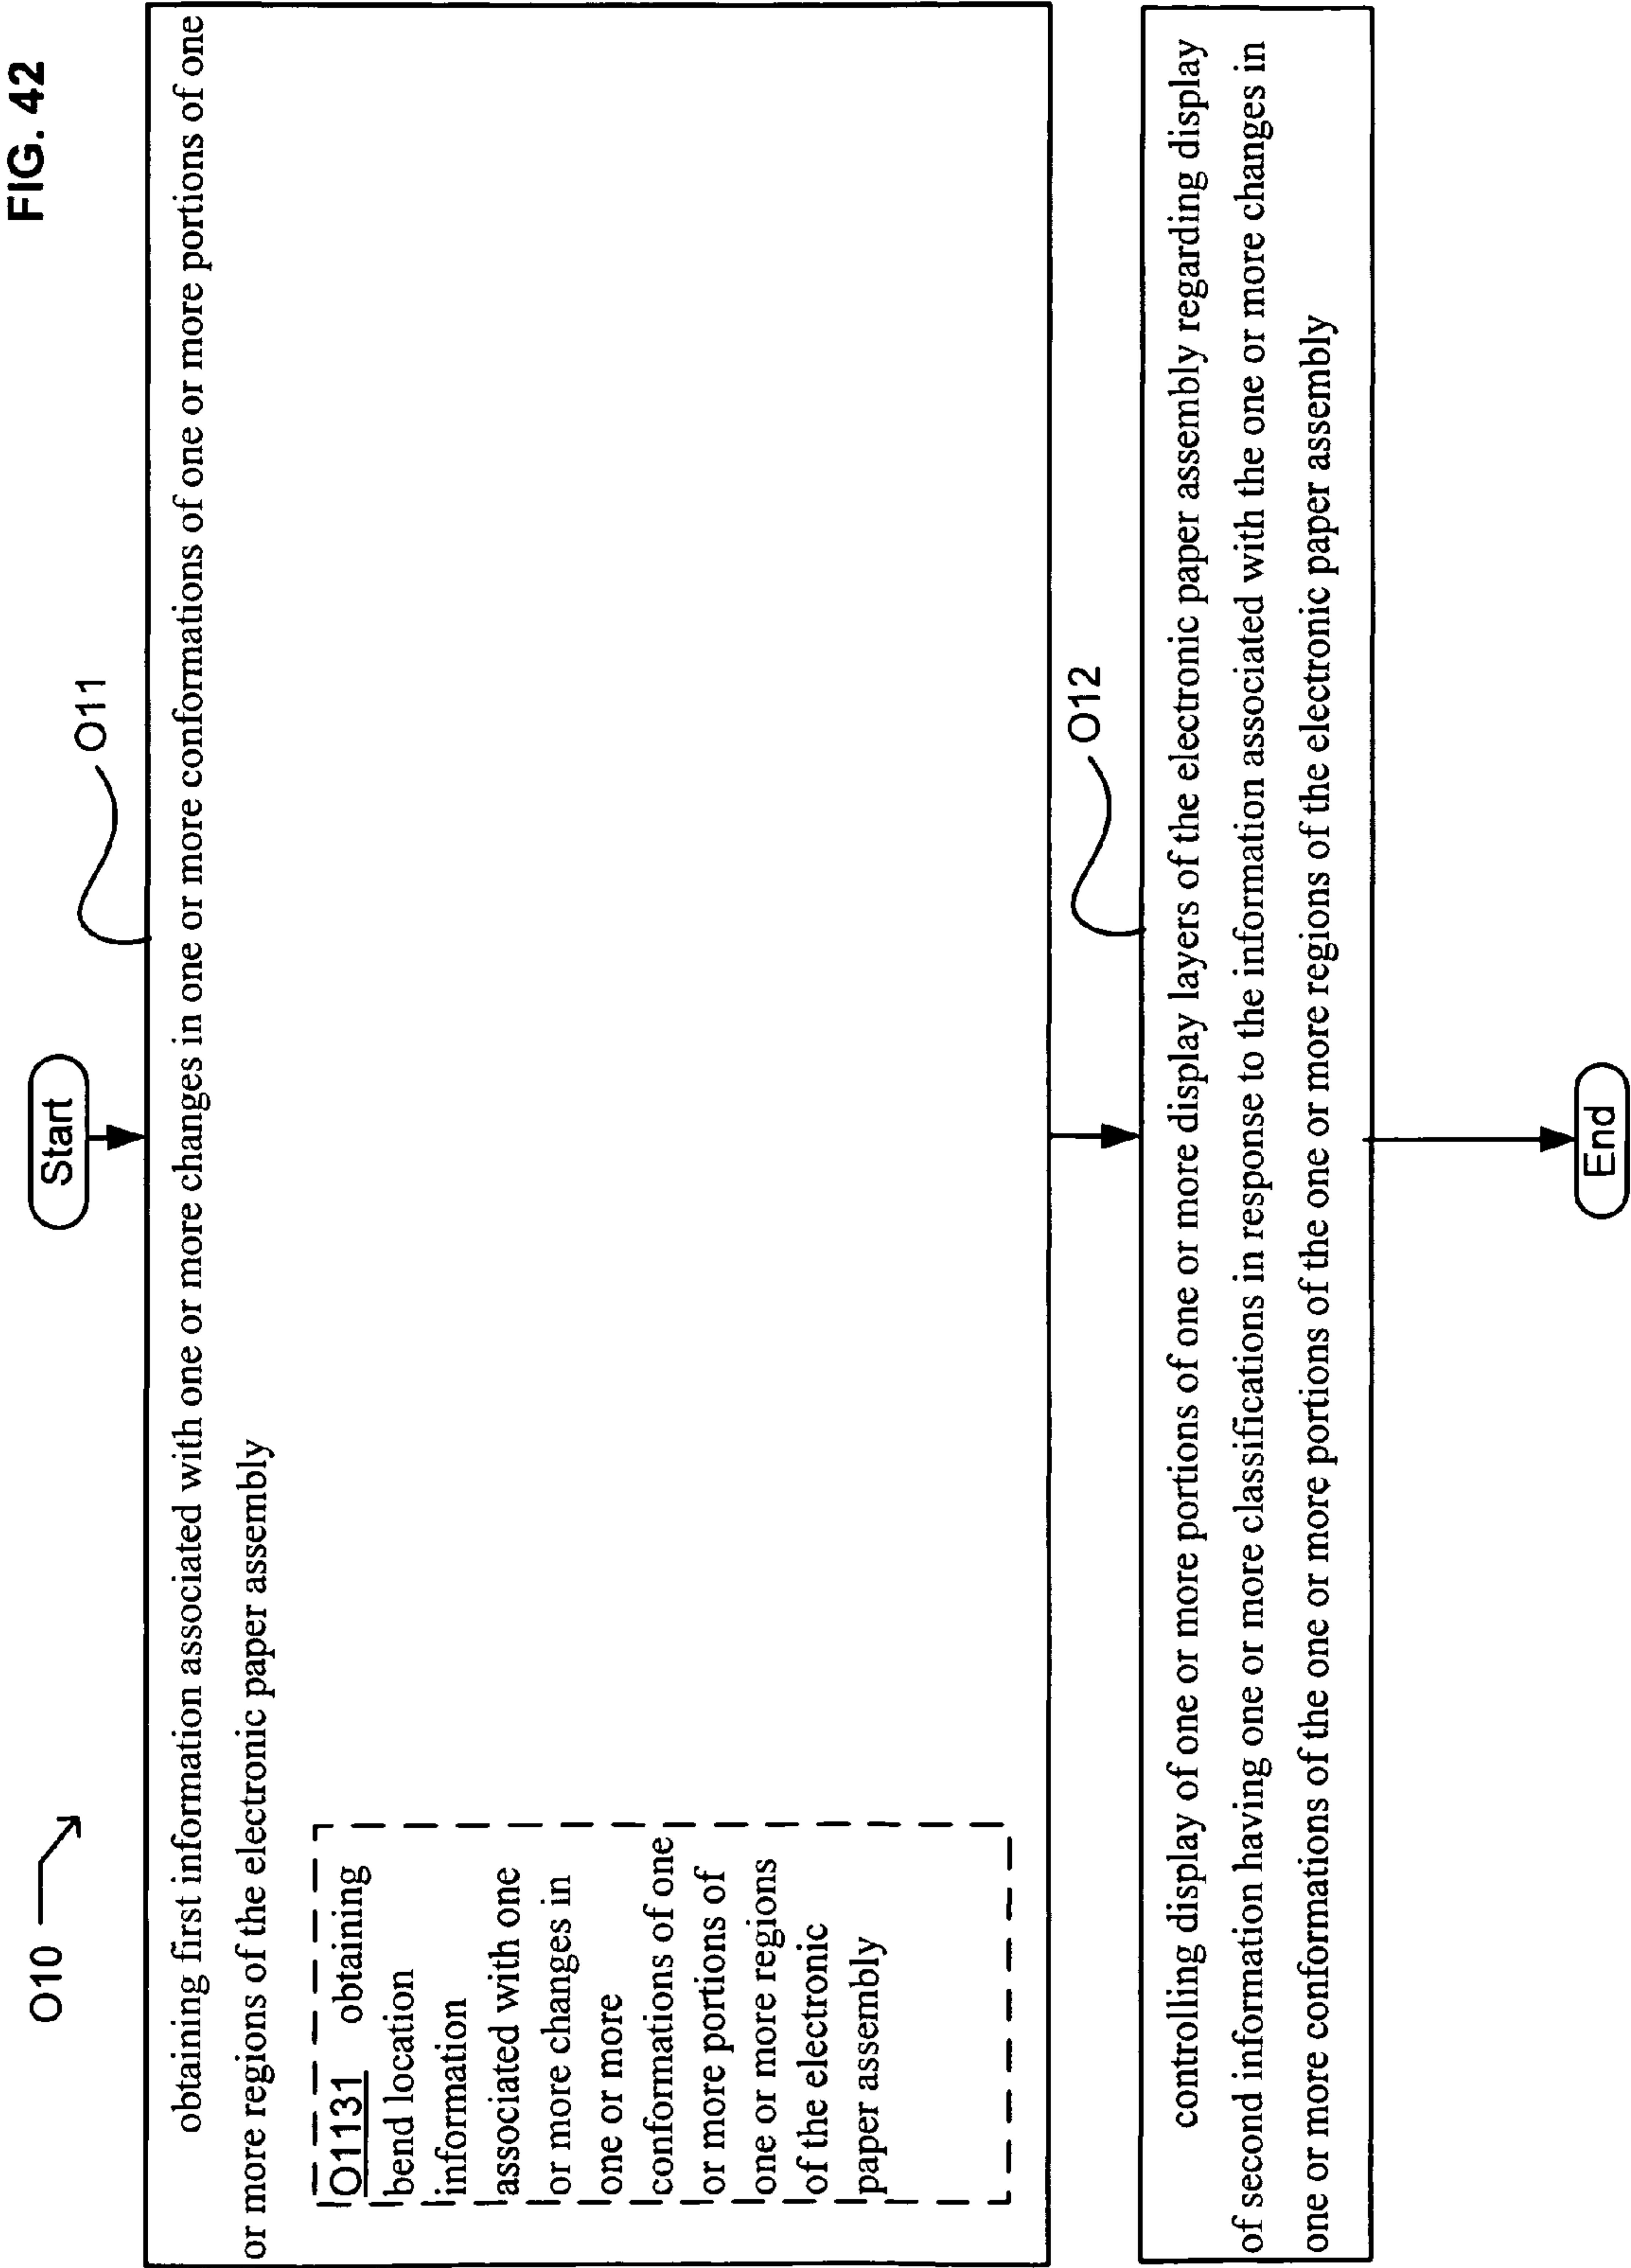 FIG. 42
O10
Start
O11
obtaining first information associated with one or more changes in one or more conformations of one or more portions of one
or more regions of the electronic paper assembly
O1131 obtaining
bend location
information
associated with one
or more changes in
one or more
conformations of one
or more portions of
one or more regions
of the electronic
paper assembly
O12
controlling display of one or more portions of one or more display layers of the electronic paper assembly regarding display
of second information having one or more classifications in response to the information associated with the one or more changes in
one or more conformations of the one or more portions of the one or more regions of the electronic paper assembly
End